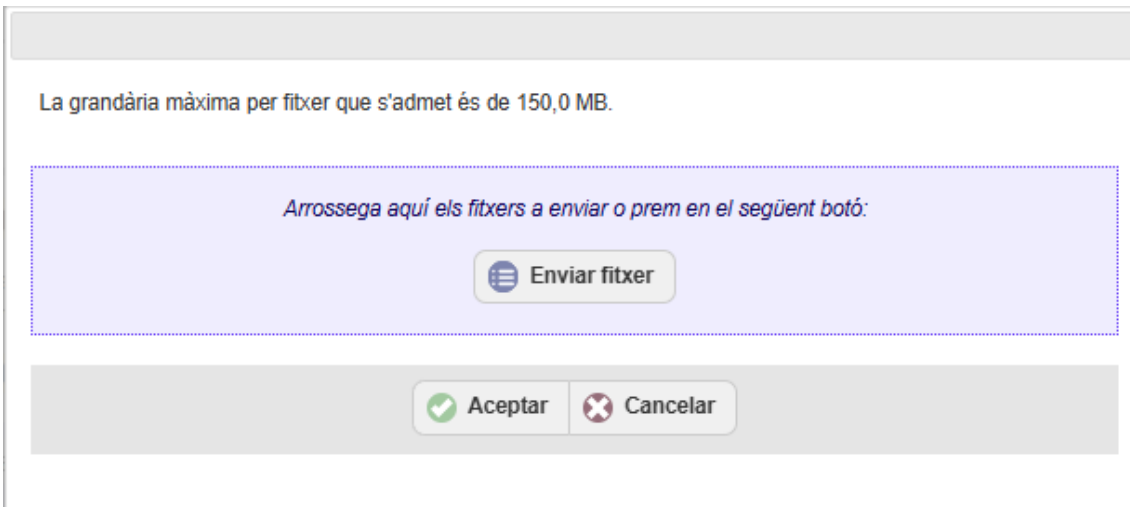 La grandària màxima per fitxer que s'admet és de 150,0 MB.
Arrossega aquí els fitxers a enviar o prem en el següent botó:
Enviar fitxer
Aceptar Cancelar